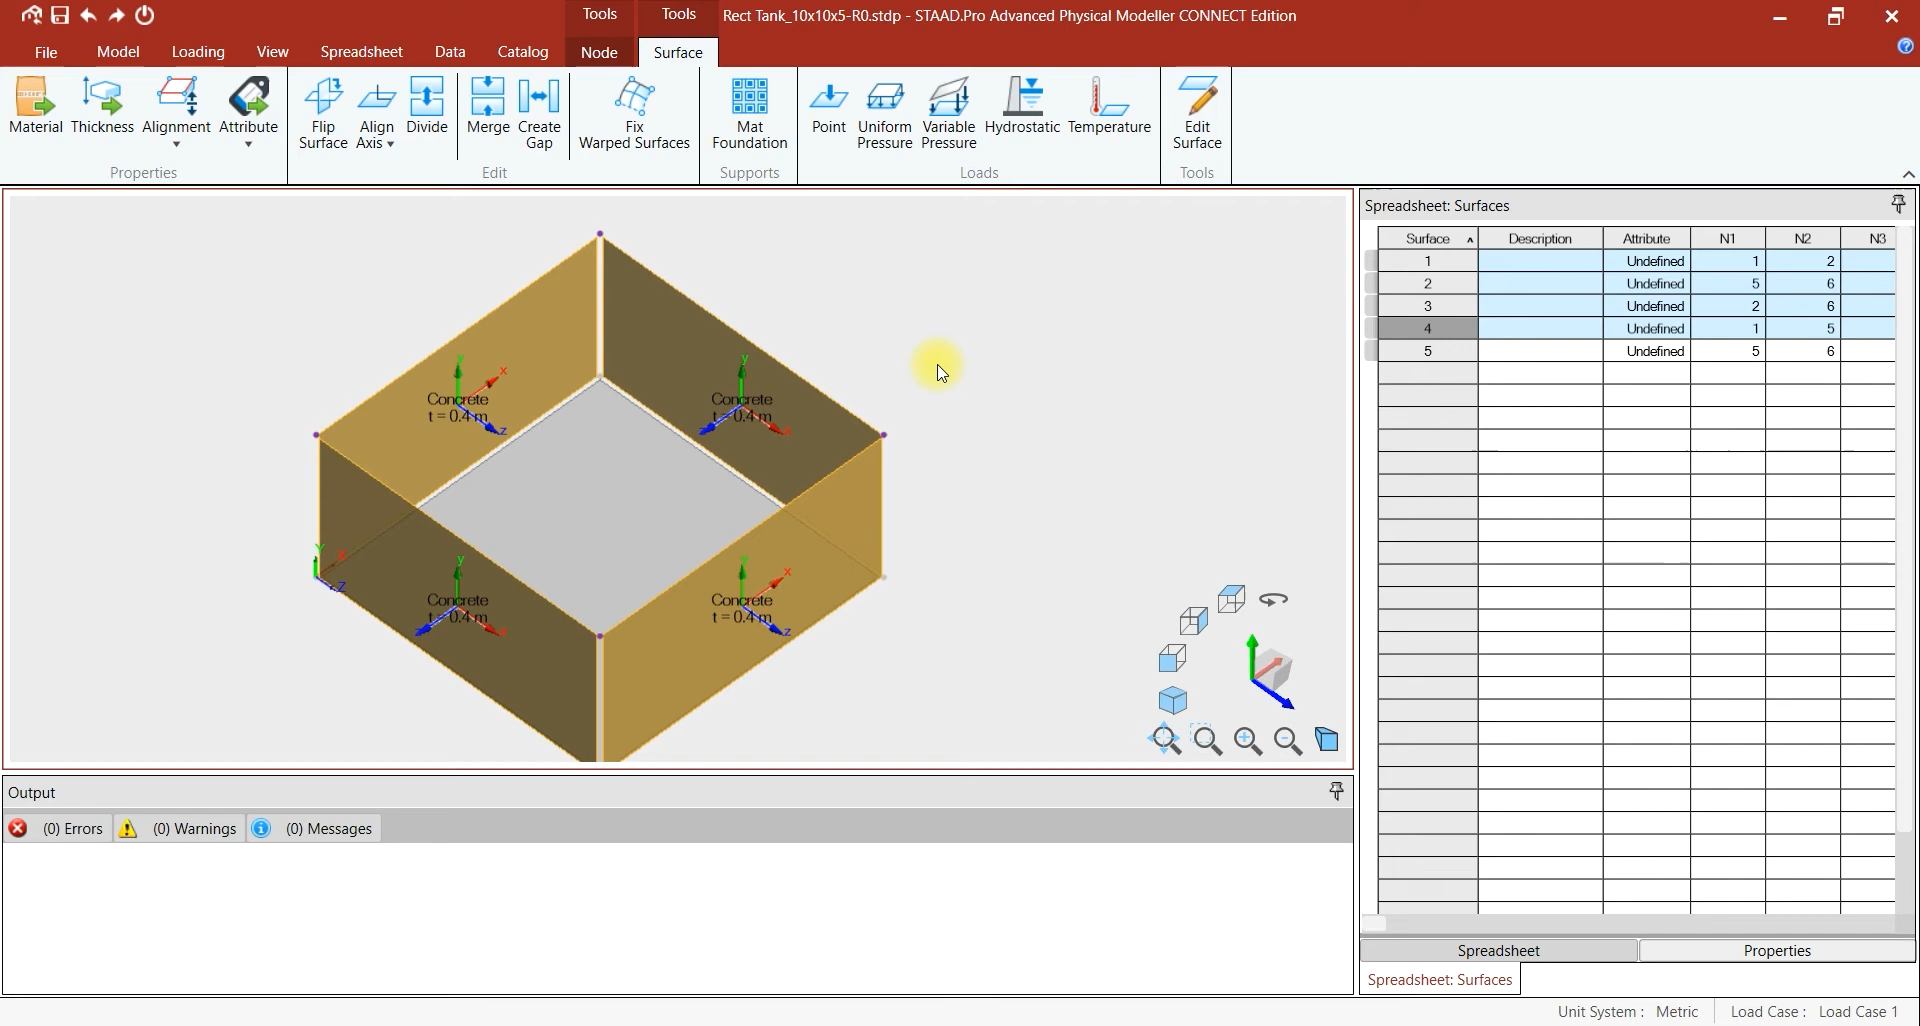 Tools Tools Rect Tank_10x10x5-R0.stdp - STAAD.Pro Advanced Physical Modeller CONNECT Edition
File Model Loading View Spreadsheet Data Catalog Node Surface
Material Thickness Alignment Attribute Flip Surface Align Axis Divide Merge Create Gap Fix Warped Surfaces Mat Foundation Point Uniform Pressure Variable Pressure Hydrostatic Temperature Edit Surface
Properties Edit Supports Loads Tools
y x
Concrete
t = 0.4 m
z
y
Concrete
t = 0.4 m
z x
Y X
Z
y
Concrete
t = 0.4 m
z x
y x
Concrete
t = 0.4 m
z
Spreadsheet: Surfaces
Surface Description Attribute N1 N2 N3
1 Undefined 1 2
2 Undefined 5 6
3 Undefined 2 6
4 Undefined 1 5
5 Undefined 5 6
Spreadsheet Properties
Spreadsheet: Surfaces
Output
(0) Errors (0) Warnings (0) Messages
Unit System : Metric Load Case : Load Case 1